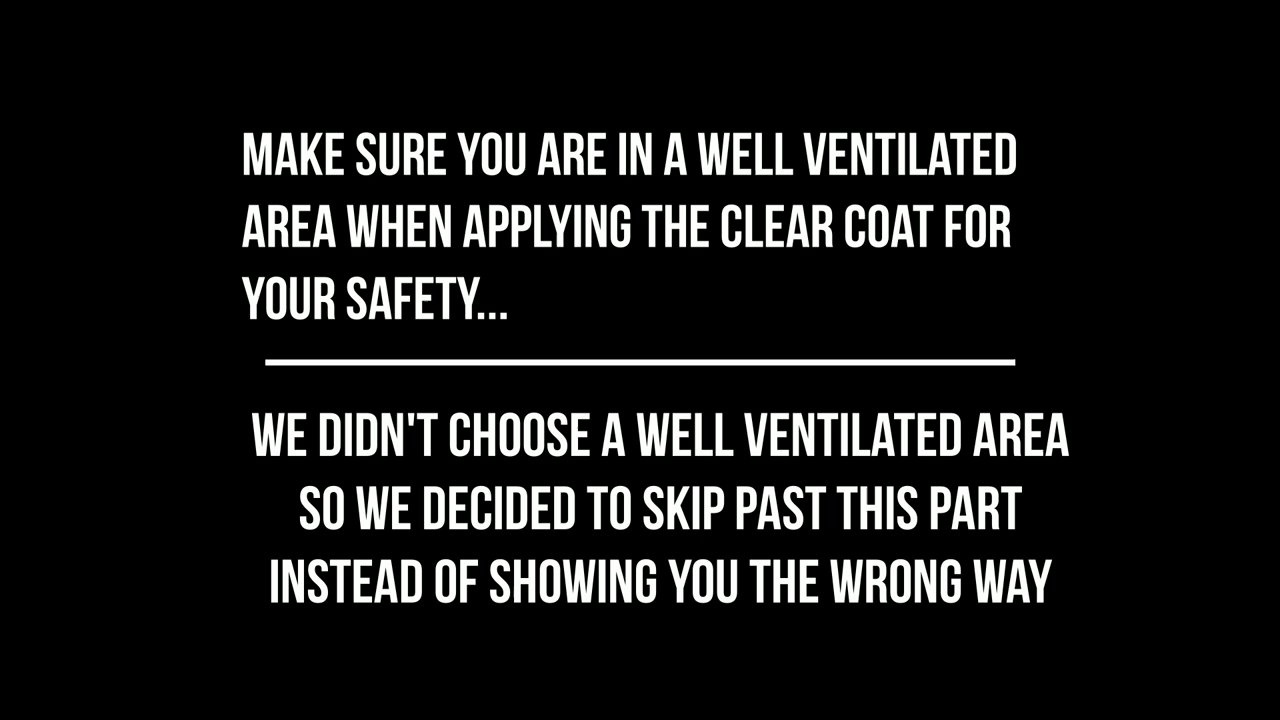 MAKE SURE YOU ARE IN A WELL VENTILATED
AREA WHEN APPLYING THE CLEAR COAT FOR
YOUR SAFETY...
WE DIDN'T CHOOSE A WELL VENTILATED AREA
SO WE DECIDED TO SKIP PAST THIS PART
INSTEAD OF SHOWING YOU THE WRONG WAY